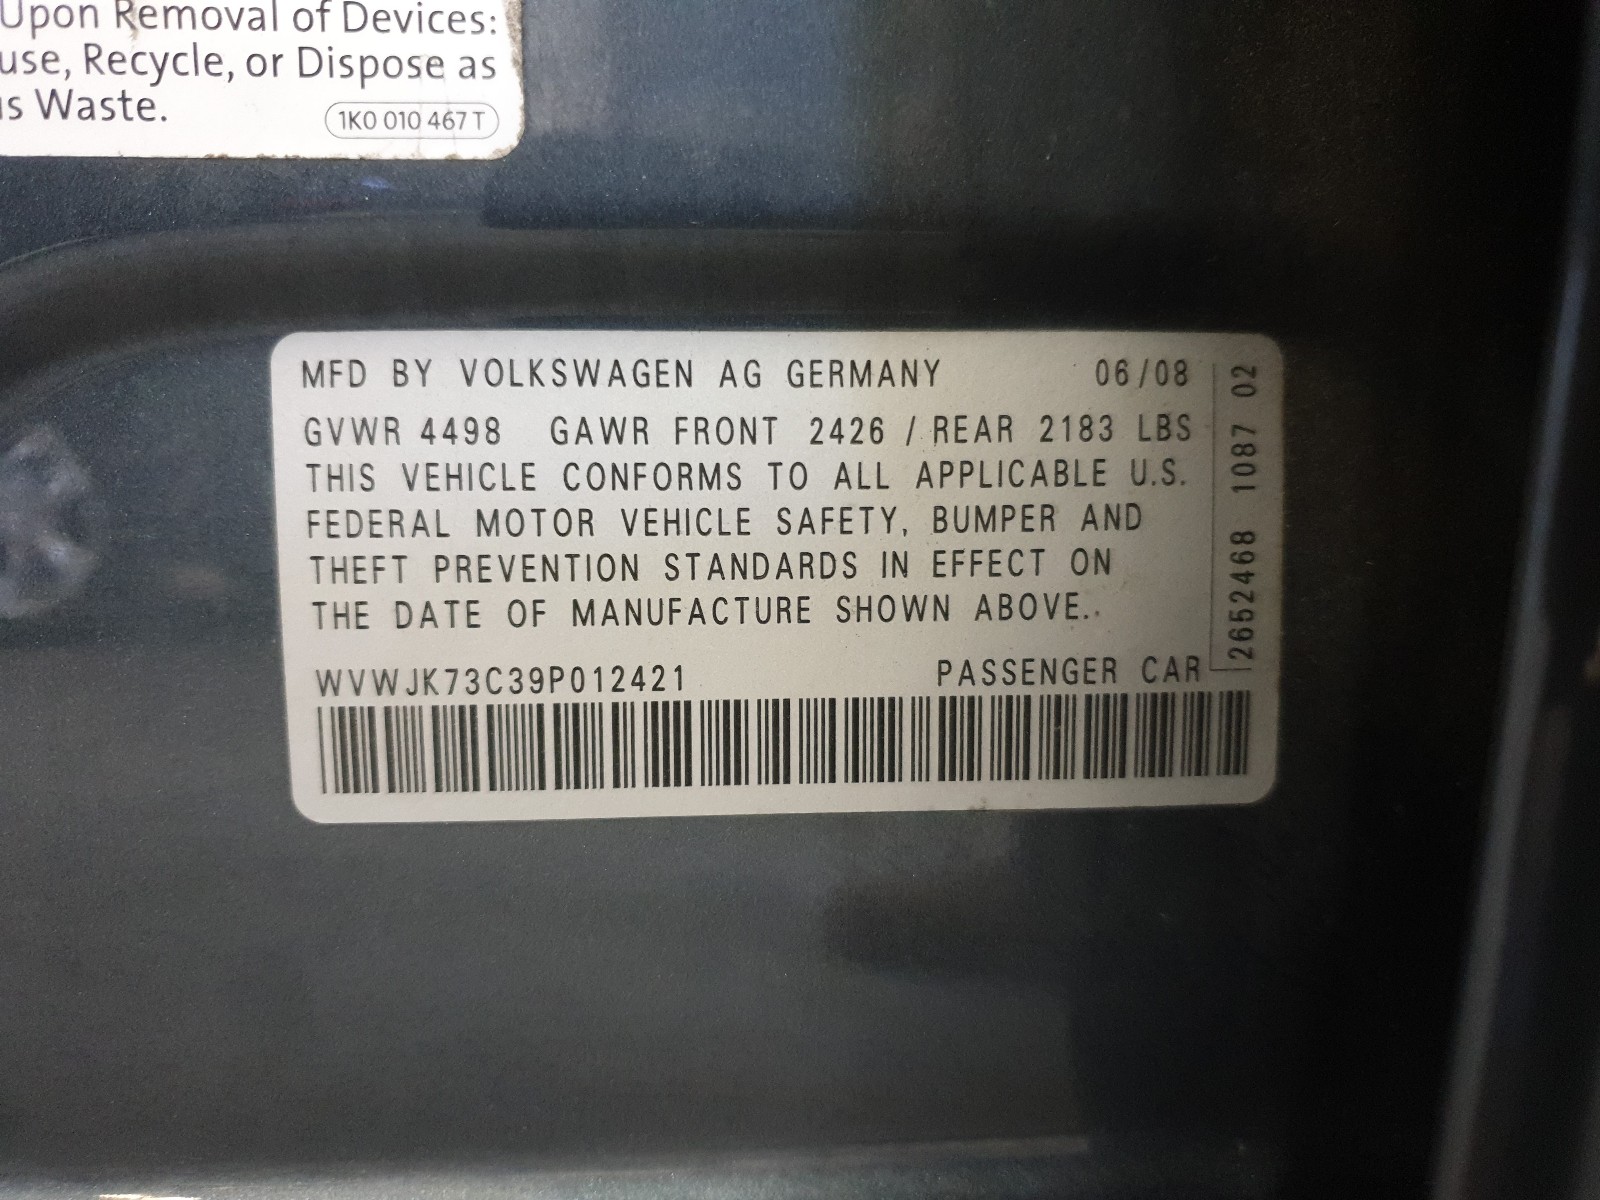 Upon Removal of Devices:
use, Recycle, or Dispose as
s Waste.
1K0 010 467 T
MFD BY VOLKSWAGEN AG GERMANY 06/08
GVWR 4498 GAWR FRONT 2426 / REAR 2183 LBS
THIS VEHICLE CONFORMS TO ALL APPLICABLE U.S.
FEDERAL MOTOR VEHICLE SAFETY, BUMPER AND
THEFT PREVENTION STANDARDS IN EFFECT ON
THE DATE OF MANUFACTURE SHOWN ABOVE..
WVWJK73C39P012421 PASSENGER CAR
2652468 1087 02